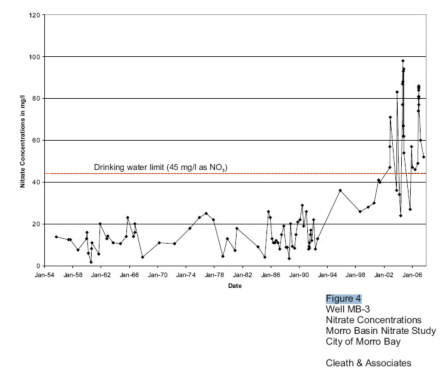 Nitrate Concentrations in mg/l
120
100
80
60
40
20
0
Drinking water limit (45 mg/l as NO3)
Jan-54 Jan-58 Jan-62 Jan-66 Jan-70 Jan-74 Jan-78 Jan-82 Jan-86 Jan-90 Jan-94 Jan-98 Jan-02 Jan-06
Date
Figure 4
Well MB-3
Nitrate Concentrations
Morro Basin Nitrate Study
City of Morro Bay
Cleath & Associates